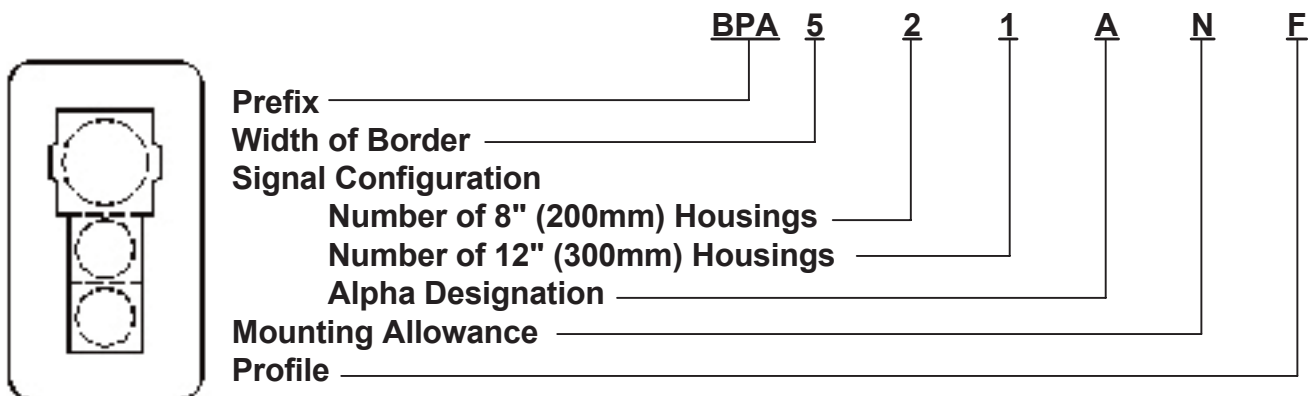 BPA 5 2 1 A N F
Prefix
Width of Border
Signal Configuration
Number of 8" (200mm) Housings
Number of 12" (300mm) Housings
Alpha Designation
Mounting Allowance
Profile